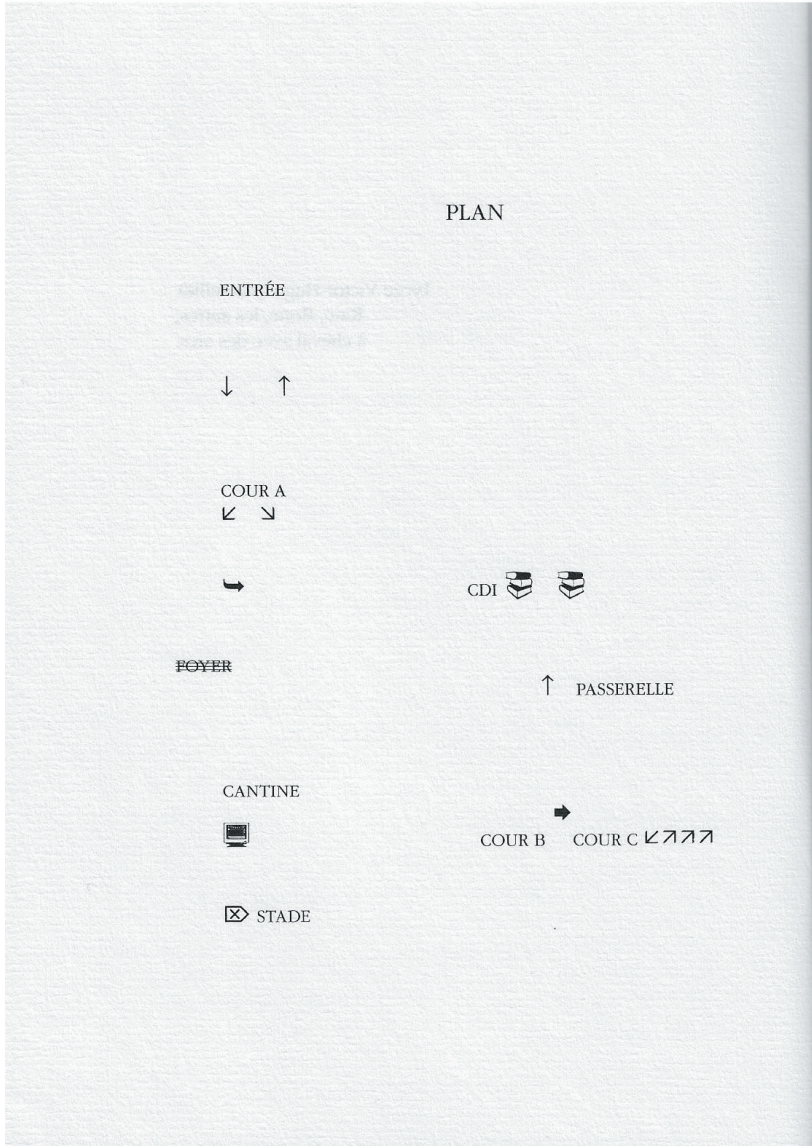 PLAN
ENTRÉE
↓ ↑
COUR A
↙ ↘
CDI
FOYER
↑ PASSERELLE
CANTINE
➡
COUR B COUR C ↙↗↗↗
⌦ STADE